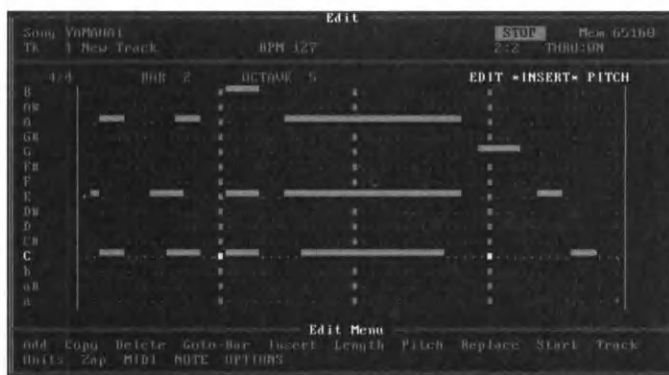 Edit
Song YAMAHA1 STOP Mem 65160
TK 1 New Track BPM 127 2:2 THRU:ON
4/4 BAR 2 OCTAVE 5 EDIT *INSERT* PITCH
B
A#
A
G#
G
F#
F
E
D#
D
C#
C
b
a#
a
Edit Menu
Add Copy Delete Goto-Bar Insert Length Pitch Replace Start Track
Units Zap MIDI NOTE OPTIONS